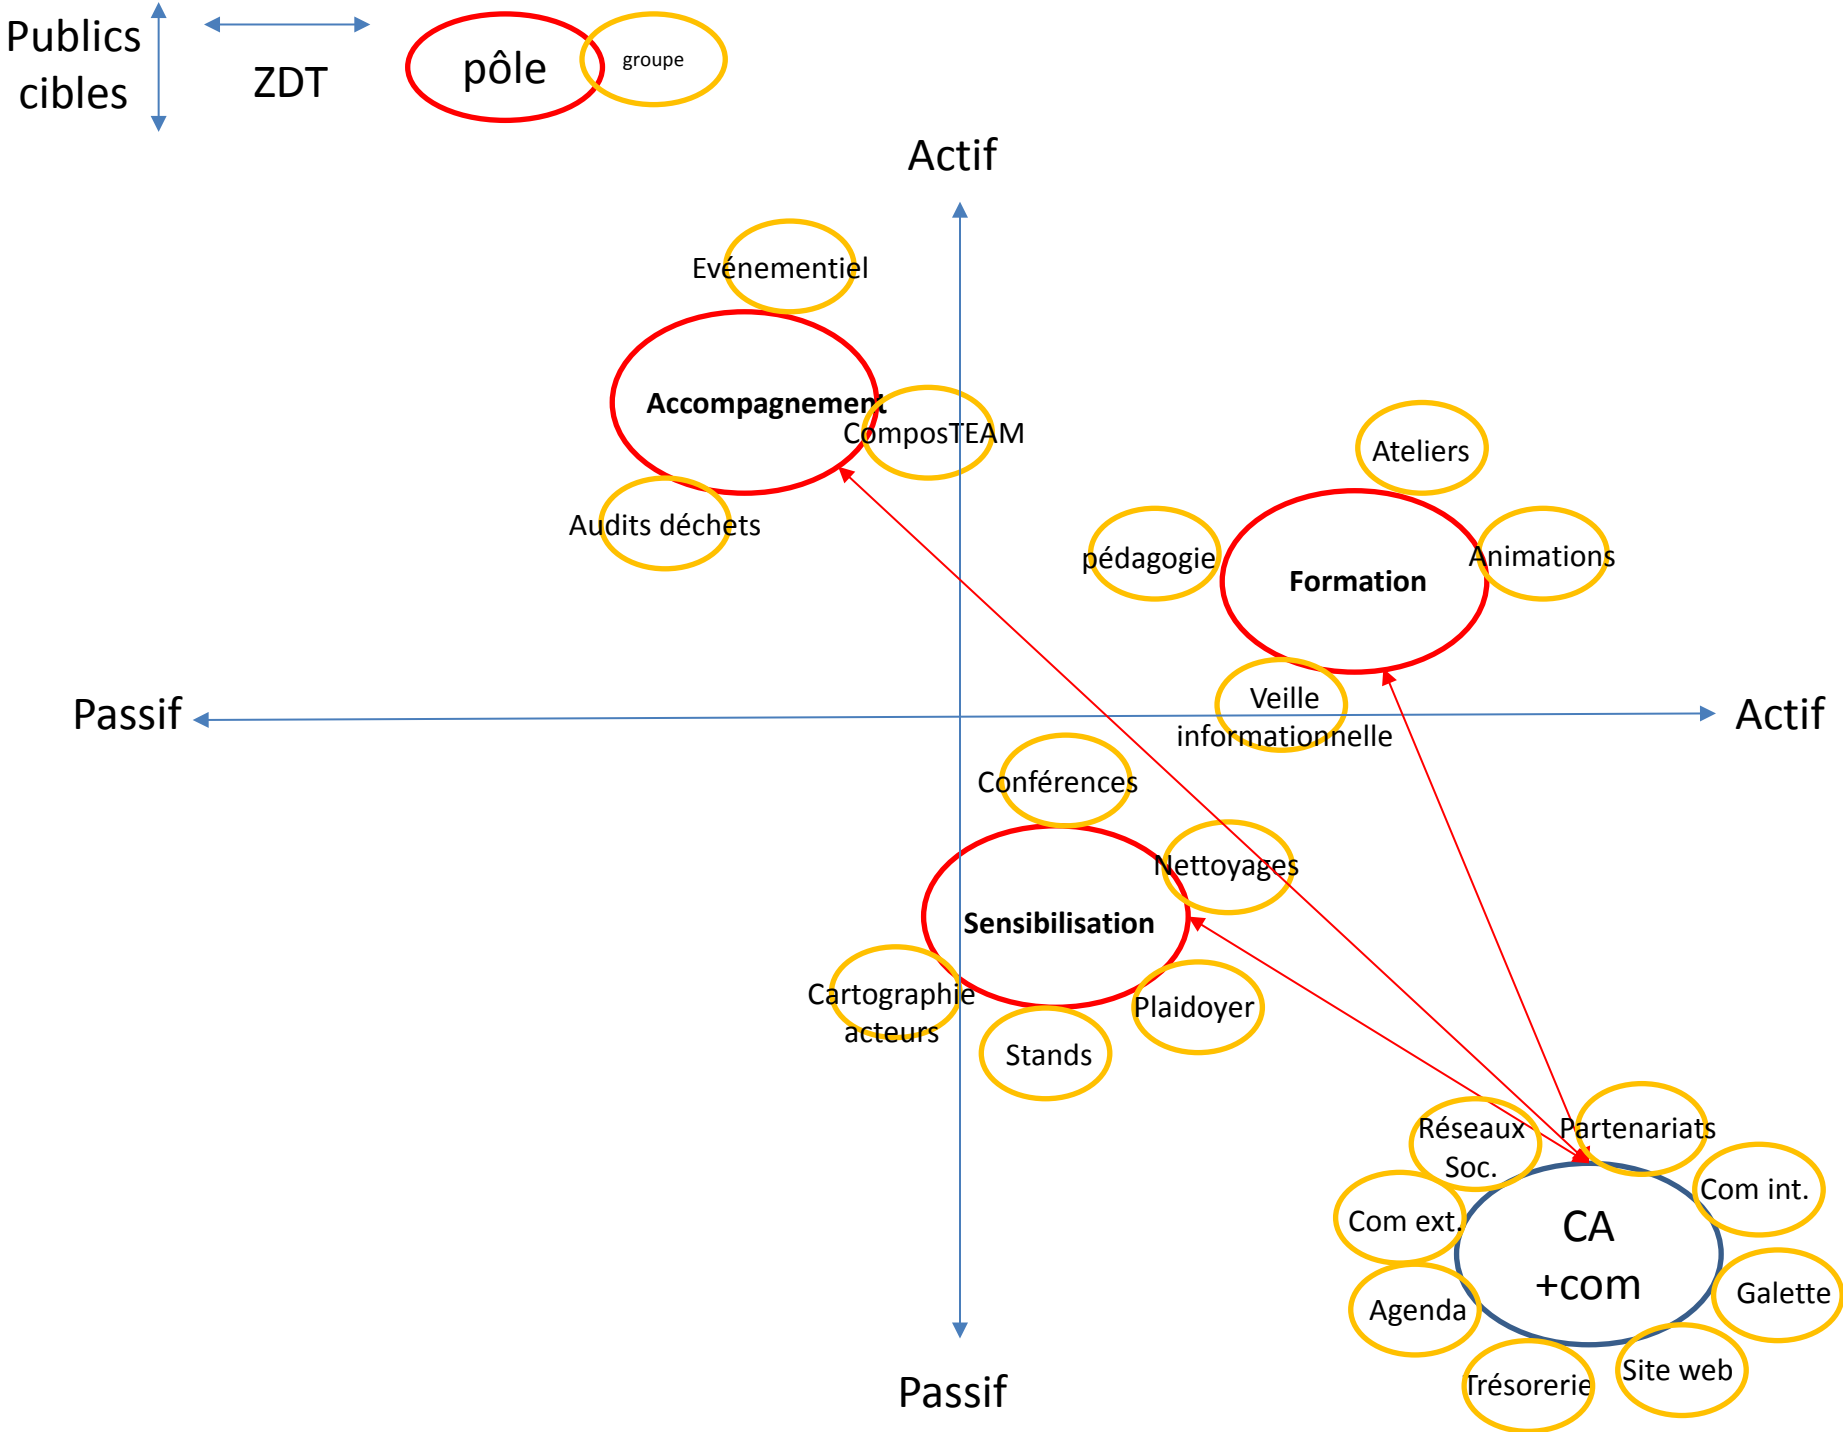 Publics
cibles
ZDT
pôle
groupe
Actif
Evénementiel
Accompagnement
ComposTEAM
Audits déchets
Ateliers
pédagogie
Animations
Formation
Veille
informationnelle
Passif
Actif
Conférences
Nettoyages
Sensibilisation
Cartographie
acteurs
Plaidoyer
Stands
Réseaux
Soc.
Partenariats
Com int.
Com ext.
CA
+com
Galette
Agenda
Site web
Trésorerie
Passif